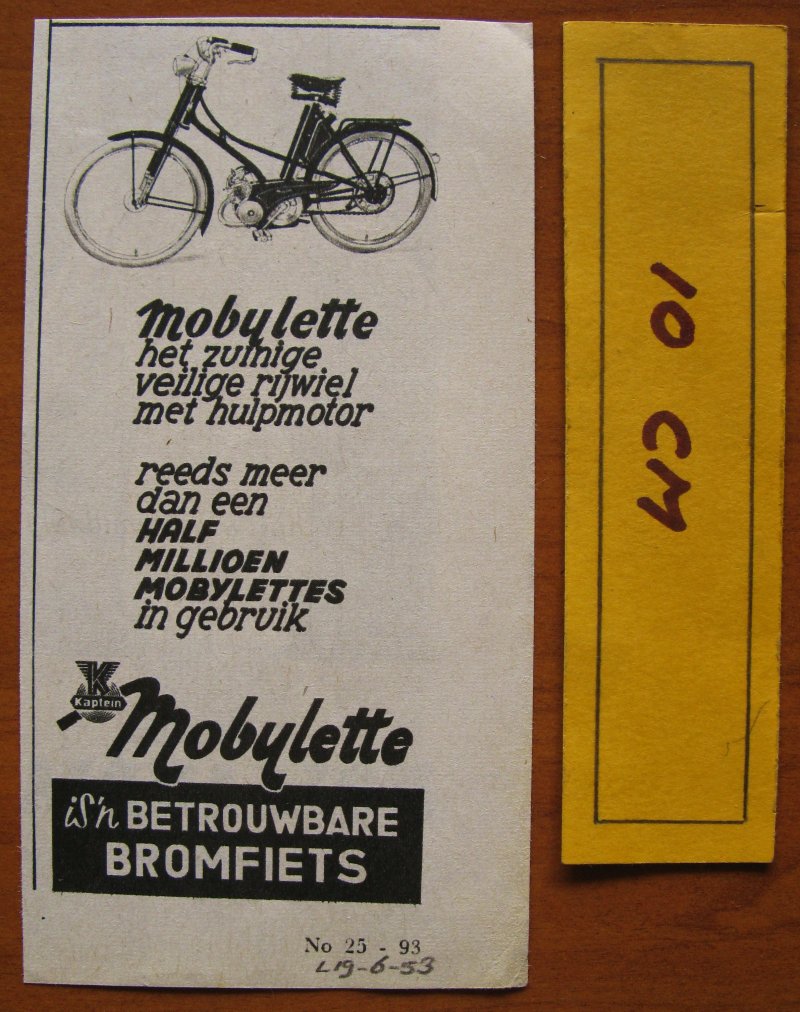 mobylette
het zuinige
veilige rijwiel
met hulpmotor
reeds meer
dan een
HALF
MILLIOEN
MOBYLETTES
in gebruik
K
Kaptein
Mobylette
is 'n BETROUWBARE
BROMFIETS
No 25 - 93
L19-6-53
10 CM